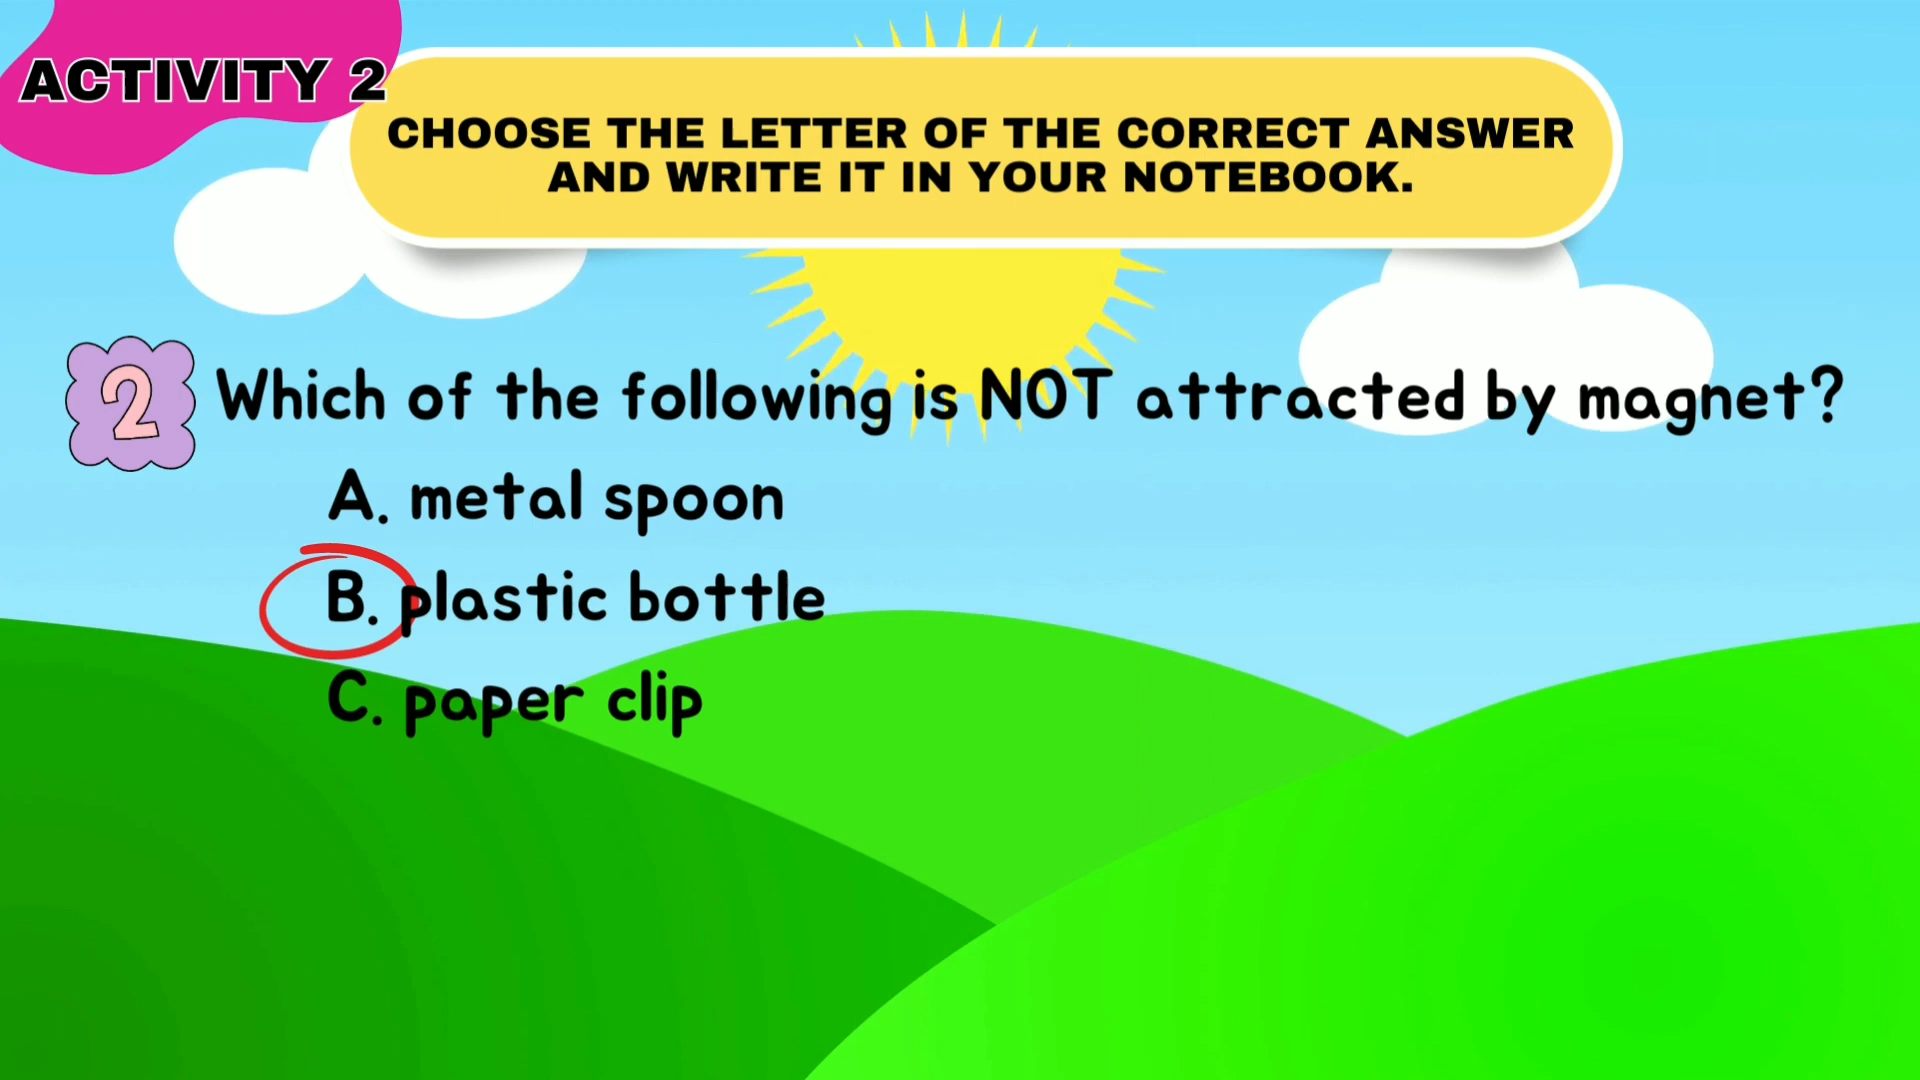 ACTIVITY 2
CHOOSE THE LETTER OF THE CORRECT ANSWER
AND WRITE IT IN YOUR NOTEBOOK.
2 Which of the following is NOT attracted by magnet?
A. metal spoon
B. plastic bottle
C. paper clip